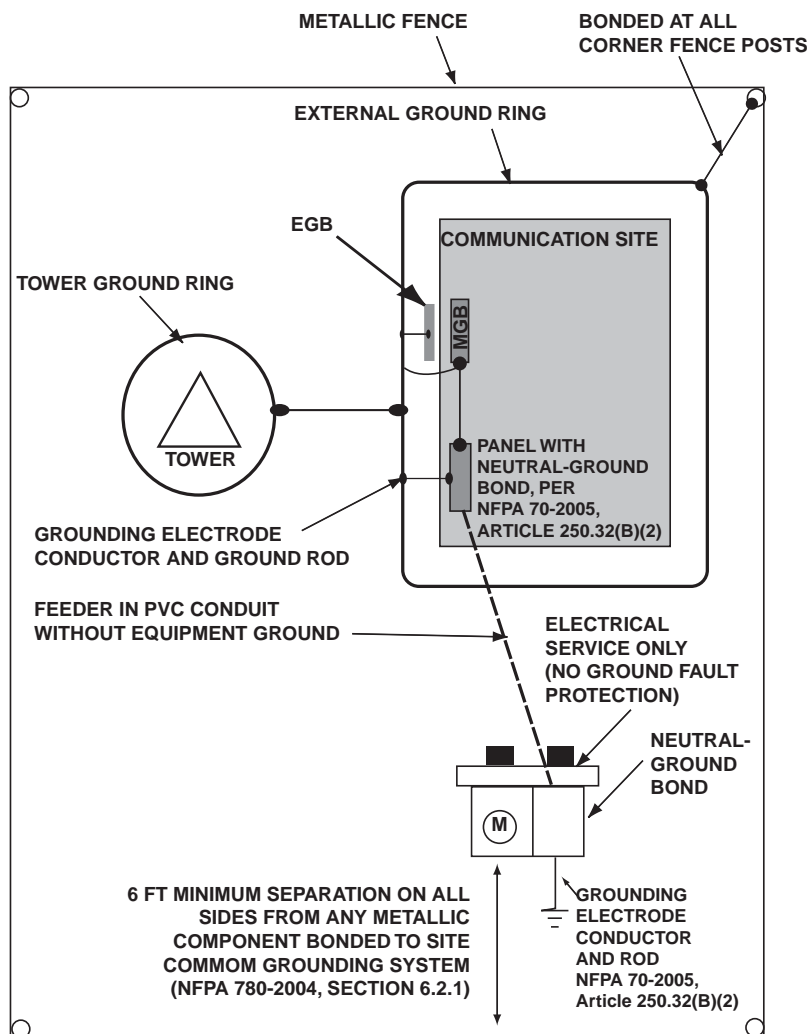 METALLIC FENCE
BONDED AT ALL
CORNER FENCE POSTS
EXTERNAL GROUND RING
EGB
COMMUNICATION SITE
TOWER GROUND RING
MGB
TOWER
PANEL WITH
NEUTRAL-GROUND
BOND, PER
NFPA 70-2005,
ARTICLE 250.32(B)(2)
GROUNDING ELECTRODE
CONDUCTOR AND GROUND ROD
FEEDER IN PVC CONDUIT
WITHOUT EQUIPMENT GROUND
ELECTRICAL
SERVICE ONLY
(NO GROUND FAULT
PROTECTION)
NEUTRAL-
GROUND
BOND
M
6 FT MINIMUM SEPARATION ON ALL
SIDES FROM ANY METALLIC
COMPONENT BONDED TO SITE
COMMOM GROUNDING SYSTEM
(NFPA 780-2004, SECTION 6.2.1)
GROUNDING
ELECTRODE
CONDUCTOR
AND ROD
NFPA 70-2005,
Article 250.32(B)(2)